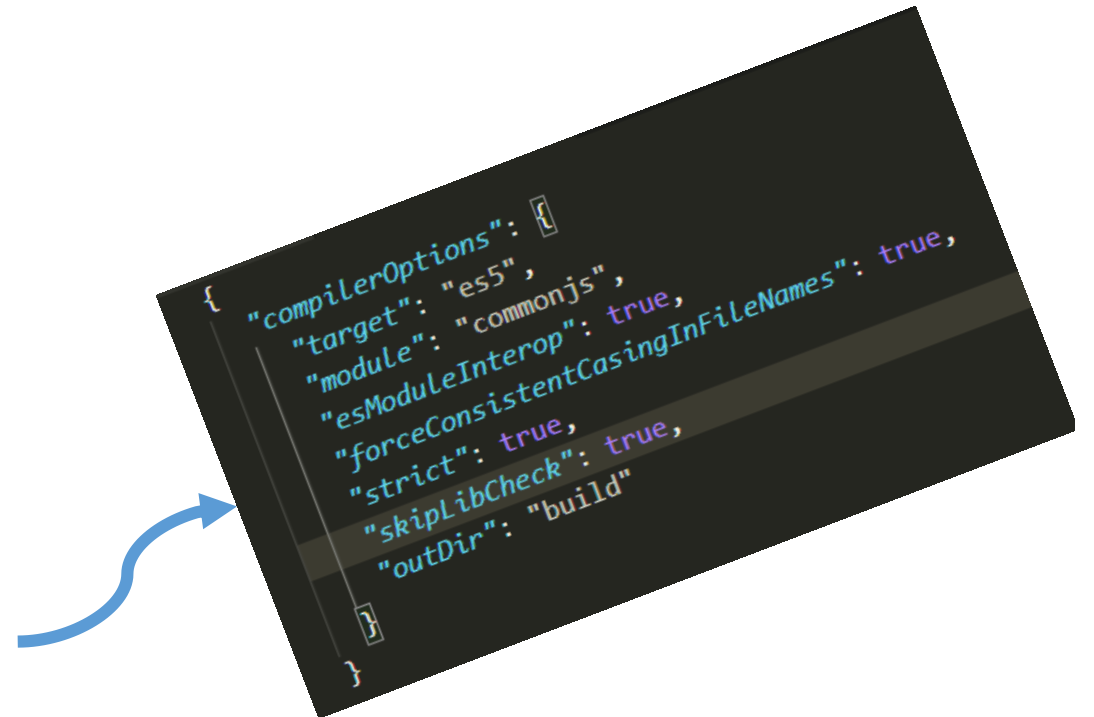 {
"compilerOptions": {
"target": "es5",
"module": "commonjs",
"esModuleInterop": true,
"forceConsistentCasingInFileNames": true,
"strict": true,
"skipLibCheck": true,
"outDir": "build"
}
}